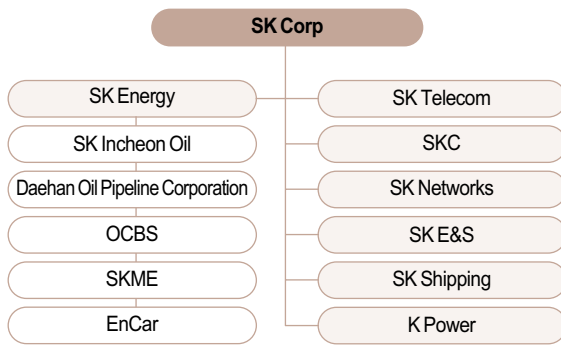 SK Corp
SK Energy
SK Incheon Oil
Daehan Oil Pipeline Corporation
OCBS
SKME
EnCar
SK Telecom
SKC
SK Networks
SK E&S
SK Shipping
K Power